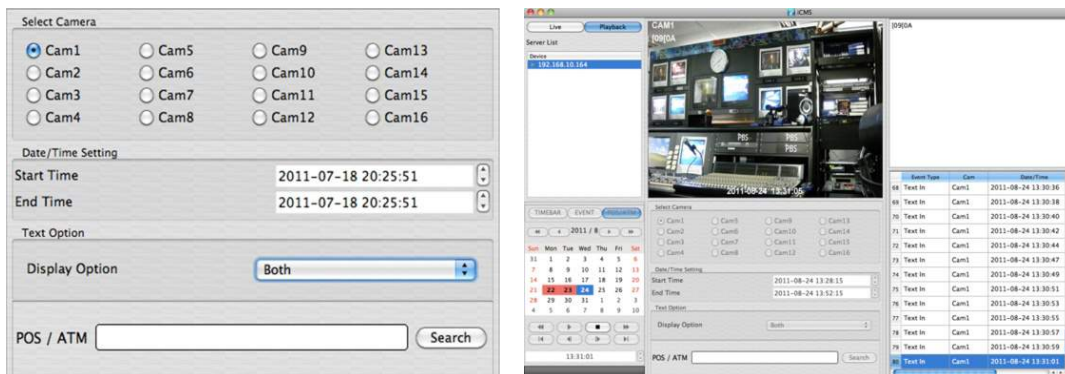 Select Camera
Cam1 Cam5 Cam9 Cam13
Cam2 Cam6 Cam10 Cam14
Cam3 Cam7 Cam11 Cam15
Cam4 Cam8 Cam12 Cam16
Date/Time Setting
Start Time 2011-07-18 20:25:51
End Time 2011-07-18 20:25:51
Text Option
Display Option Both
POS / ATM Search
iCMS
Live Playback
Server List
Device
192.168.10.164
CAM1
[09[0A
PBS PBS
PBS
2011-08-24 13:31:05
[09[0A
TIMEBAR EVENT
2011 / 8
Sun Mon Tue Wed Thu Fri Sat
31 1 2 3 4 5 6
7 8 9 10 11 12 13
14 15 16 17 18 19 20
21 22 23 24 25 26 27
28 29 30 31 1 2 3
4 5 6 7 8 9 10
13:31:01
Select Camera
Cam1 Cam5 Cam9 Cam13
Cam2 Cam6 Cam10 Cam14
Cam3 Cam7 Cam11 Cam15
Cam4 Cam8 Cam12 Cam16
Date/Time Setting
Start Time 2011-08-24 13:28:15
End Time 2011-08-24 13:52:15
Text Option
Display Option Both
POS / ATM Search
Event Type Cam Date/Time
68 Text In Cam1 2011-08-24 13:30:36
69 Text In Cam1 2011-08-24 13:30:38
70 Text In Cam1 2011-08-24 13:30:40
71 Text In Cam1 2011-08-24 13:30:42
72 Text In Cam1 2011-08-24 13:30:44
73 Text In Cam1 2011-08-24 13:30:47
74 Text In Cam1 2011-08-24 13:30:49
75 Text In Cam1 2011-08-24 13:30:51
76 Text In Cam1 2011-08-24 13:30:53
77 Text In Cam1 2011-08-24 13:30:55
78 Text In Cam1 2011-08-24 13:30:57
79 Text In Cam1 2011-08-24 13:30:59
80 Text In Cam1 2011-08-24 13:31:01